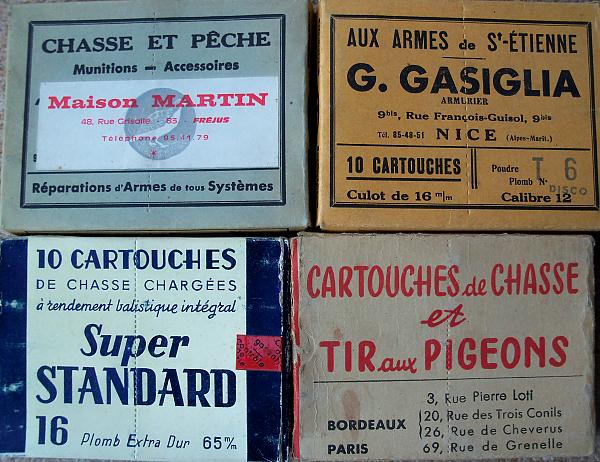 CHASSE ET PÊCHE
Munitions — Accessoires
Maison MARTIN
48, Rue Grisolle - 83 - FRÉJUS
Téléphone 95.41.79
Réparations d'Armes de tous Systèmes
AUX ARMES de St-ÉTIENNE
G. GASIGLIA
ARMURIER
9bis, Rue François-Guisol, 9bis
Tél. 85-48-51 NICE (Alpes-Marit.)
10 CARTOUCHES
Poudre T
Plomb No 6
DISCO
Culot de 16 m/m Calibre 12
10 CARTOUCHES
DE CHASSE CHARGÉES
à rendement balistique intégral
Super
STANDARD
16 Plomb Extra Dur 65 m/m
CARTOUCHES de CHASSE
et
TIR aux PIGEONS
3, Rue Pierre Loti
BORDEAUX 20, Rue des Trois Conils
26, Rue de Cheverus
PARIS 69, Rue de Grenelle